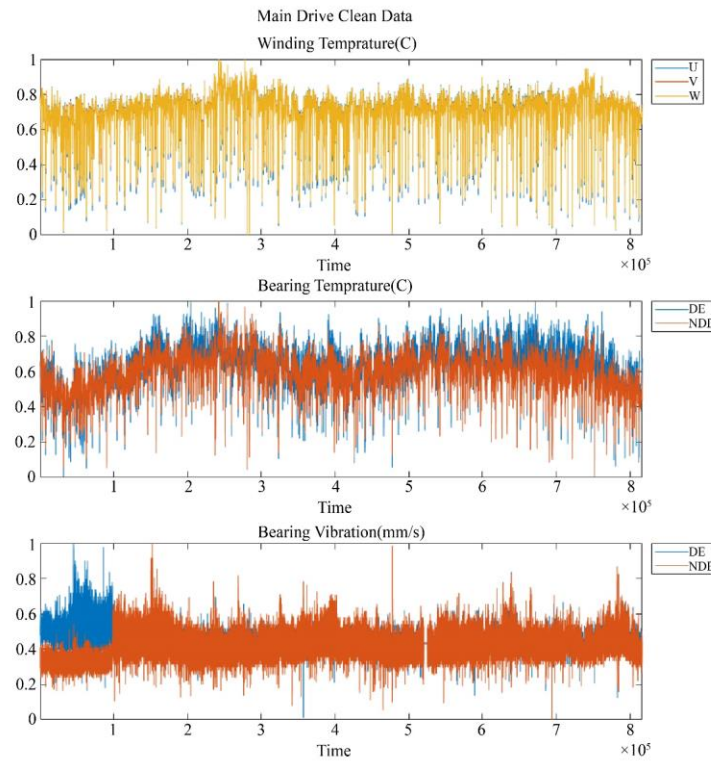 Main Drive Clean Data
Winding Temprature(C)
U
V
W
1
0.8
0.6
0.4
0.2
0
1 2 3 4 5 6 7 8
Time
×10⁵
Bearing Temprature(C)
DE
NDE
1
0.8
0.6
0.4
0.2
0
1 2 3 4 5 6 7 8
Time
×10⁵
Bearing Vibration(mm/s)
DE
NDE
1
0.8
0.6
0.4
0.2
0
1 2 3 4 5 6 7 8
Time
×10⁵